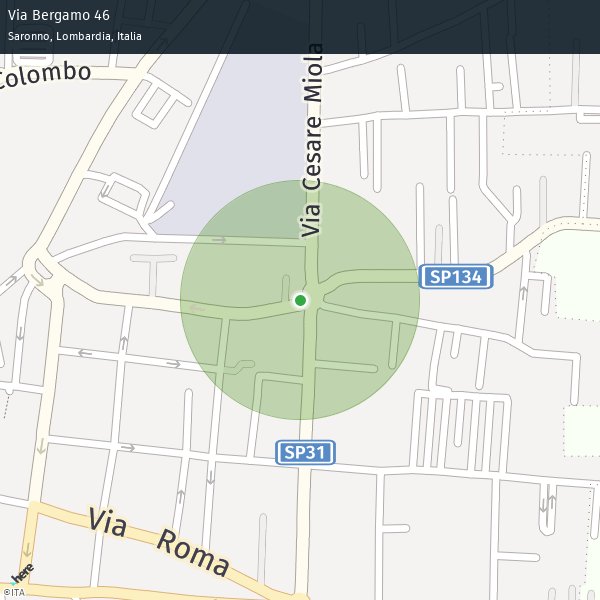 Via Bergamo 46
Saronno, Lombardia, Italia
Colombo
Via Cesare Miola
SP134
SP31
Via Roma
here
©ITA